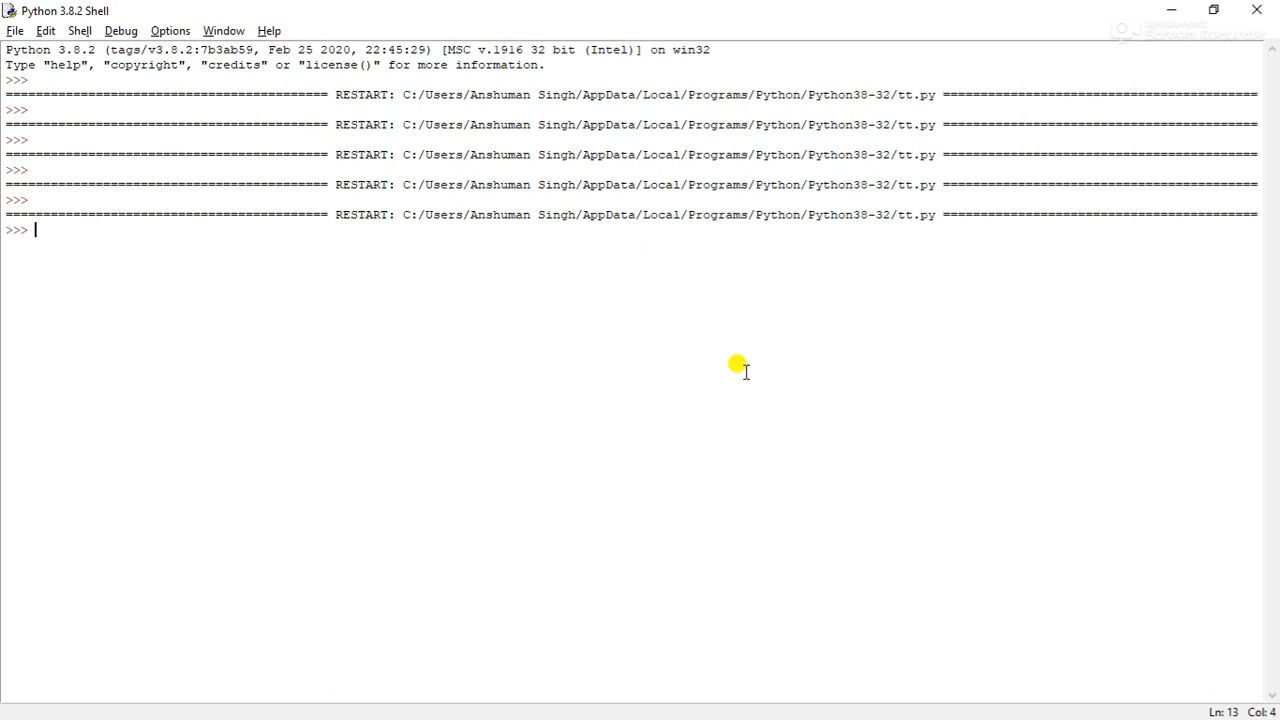 Python 3.8.2 Shell
File Edit Shell Debug Options Window Help
Python 3.8.2 (tags/v3.8.2:7b3ab59, Feb 25 2020, 22:45:29) [MSC v.1916 32 bit (Intel)] on win32
Type "help", "copyright", "credits" or "license()" for more information.
>>>
=========================================== RESTART: C:/Users/Anshuman Singh/AppData/Local/Programs/Python/Python38-32/tt.py ==========================================
>>>
=========================================== RESTART: C:/Users/Anshuman Singh/AppData/Local/Programs/Python/Python38-32/tt.py ==========================================
>>>
=========================================== RESTART: C:/Users/Anshuman Singh/AppData/Local/Programs/Python/Python38-32/tt.py ==========================================
>>>
=========================================== RESTART: C:/Users/Anshuman Singh/AppData/Local/Programs/Python/Python38-32/tt.py ==========================================
>>>
=========================================== RESTART: C:/Users/Anshuman Singh/AppData/Local/Programs/Python/Python38-32/tt.py ==========================================
>>>
Screen Recorder
Ln: 13 Col: 4